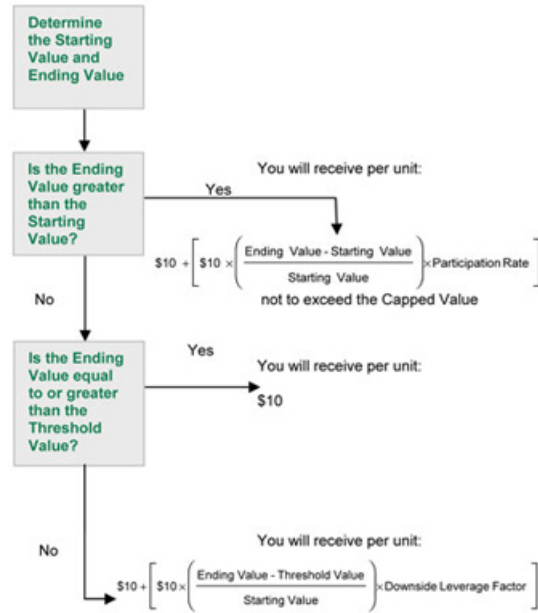 Determine
the Starting
Value and
Ending Value
Is the Ending
Value greater
than the
Starting
Value?
Yes
You will receive per unit:
$10 + [ $10 × ( Ending Value - Starting Value
Starting Value ) × Participation Rate ]
not to exceed the Capped Value
No
Is the Ending
Value equal
to or greater
than the
Threshold
Value?
Yes
You will receive per unit:
$10
No
You will receive per unit:
$10 + [ $10 × ( Ending Value - Threshold Value
Starting Value ) × Downside Leverage Factor ]